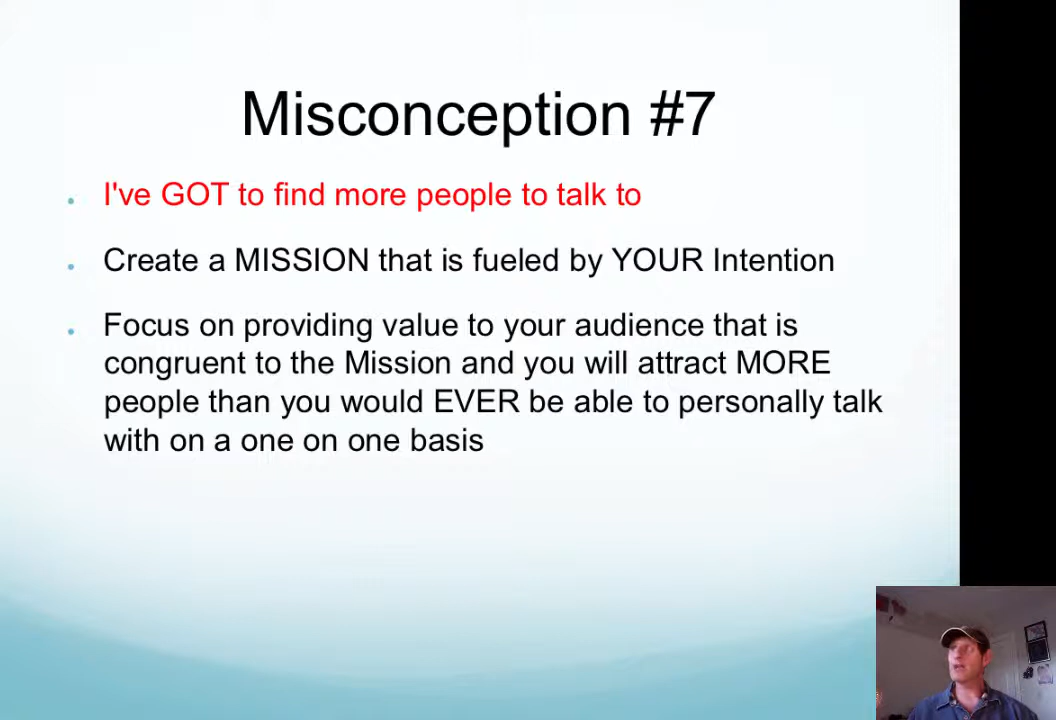 Misconception #7
I've GOT to find more people to talk to
Create a MISSION that is fueled by YOUR Intention
Focus on providing value to your audience that is
congruent to the Mission and you will attract MORE
people than you would EVER be able to personally talk
with on a one on one basis